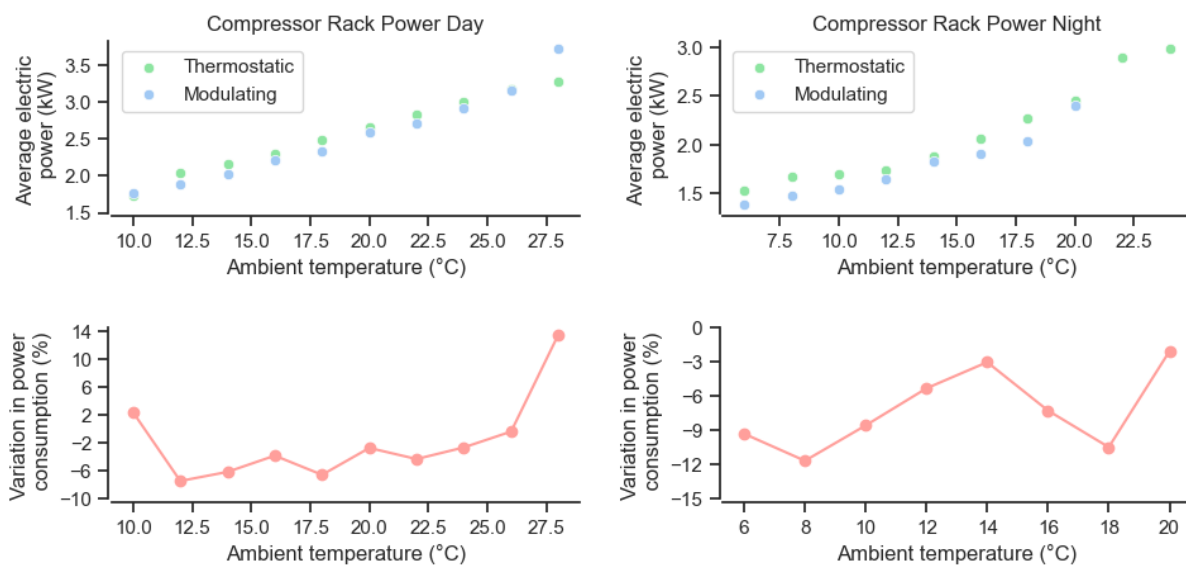 Compressor Rack Power Day
Average electric
power (kW)
3.5
3.0
2.5
2.0
1.5
Thermostatic
Modulating
10.0 12.5 15.0 17.5 20.0 22.5 25.0 27.5
Ambient temperature (°C)
Compressor Rack Power Night
Average electric
power (kW)
3.0
2.5
2.0
1.5
Thermostatic
Modulating
7.5 10.0 12.5 15.0 17.5 20.0 22.5
Ambient temperature (°C)
Variation in power
consumption (%)
14
10
6
2
−2
−6
−10
10.0 12.5 15.0 17.5 20.0 22.5 25.0 27.5
Ambient temperature (°C)
Variation in power
consumption (%)
0
−3
−6
−9
−12
−15
6 8 10 12 14 16 18 20
Ambient temperature (°C)